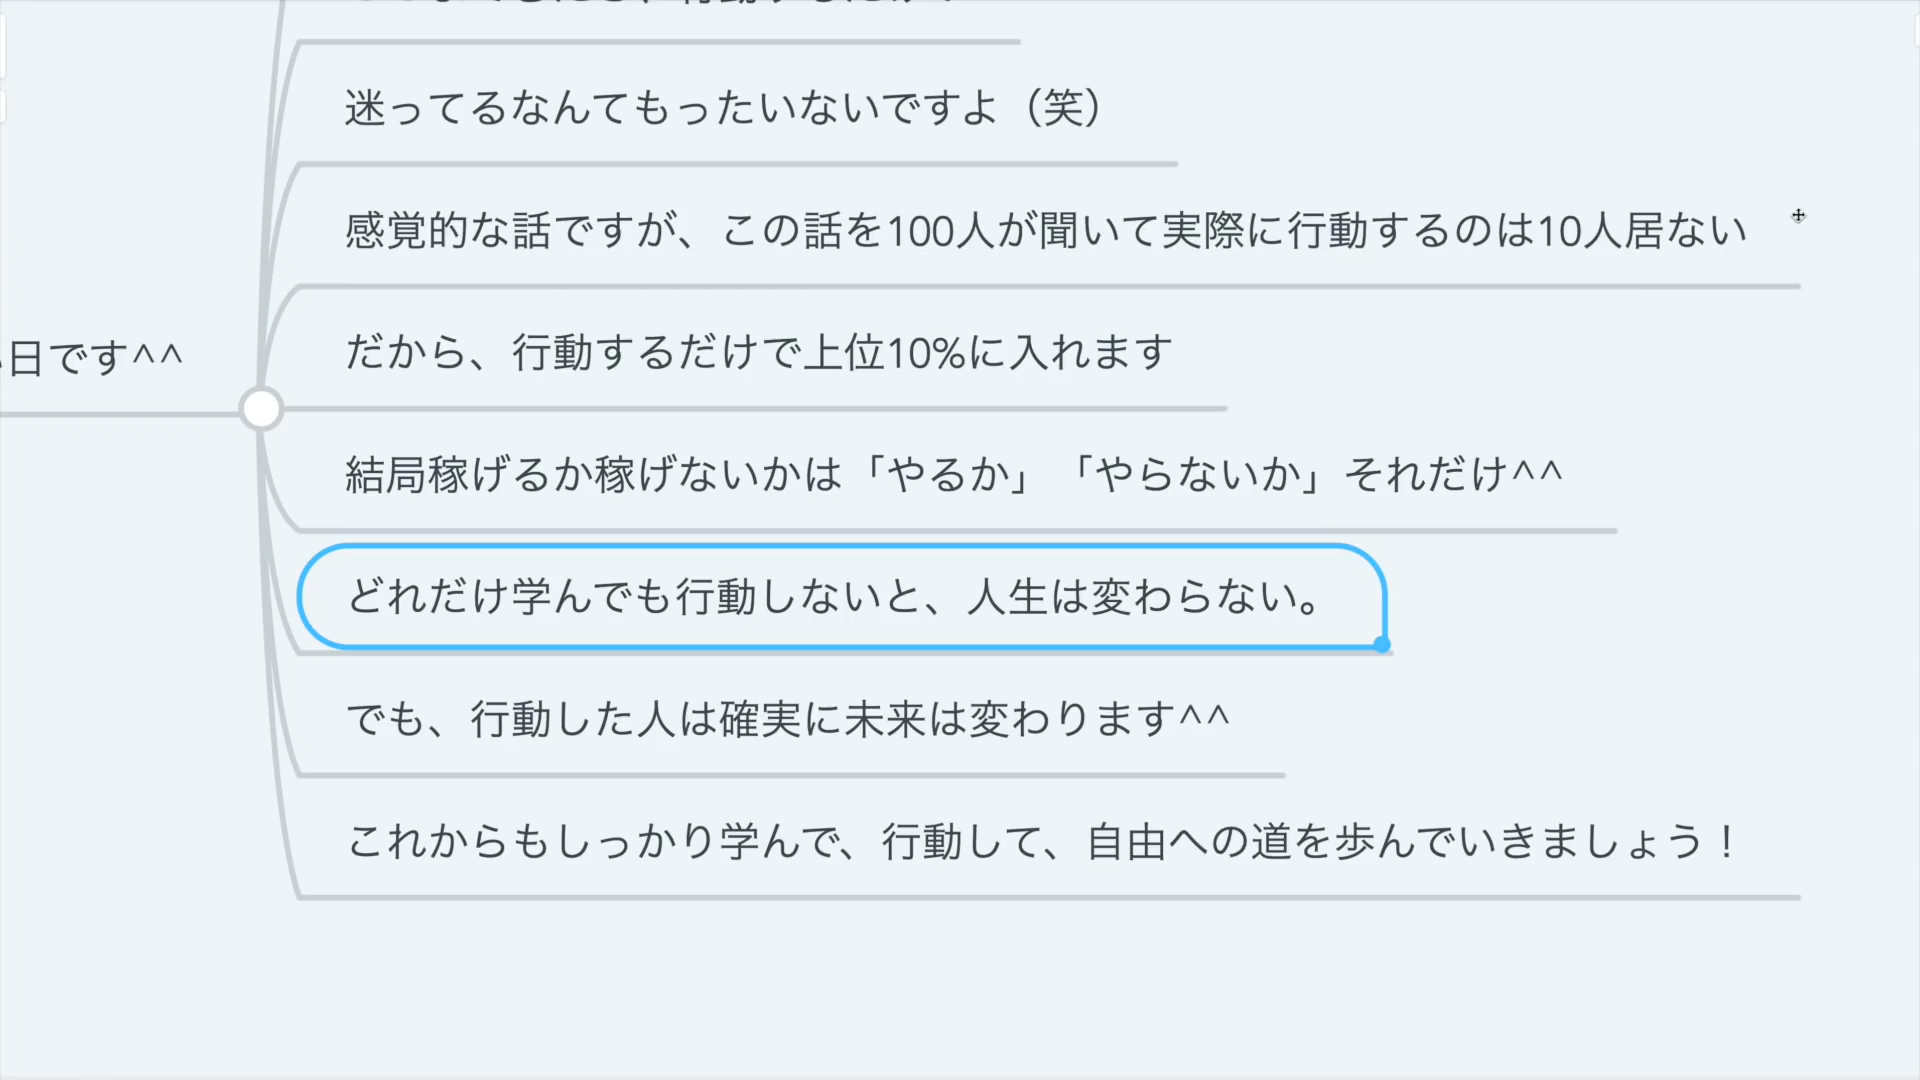 迷ってるなんてもったいないですよ（笑）
感覚的な話ですが、この話を100人が聞いて実際に行動するのは10人居ない
だから、行動するだけで上位10%に入れます
日です^^
結局稼げるか稼げないかは「やるか」「やらないか」それだけ^^
どれだけ学んでも行動しないと、人生は変わらない。
でも、行動した人は確実に未来は変わります^^
これからもしっかり学んで、行動して、自由への道を歩んでいきましょう！